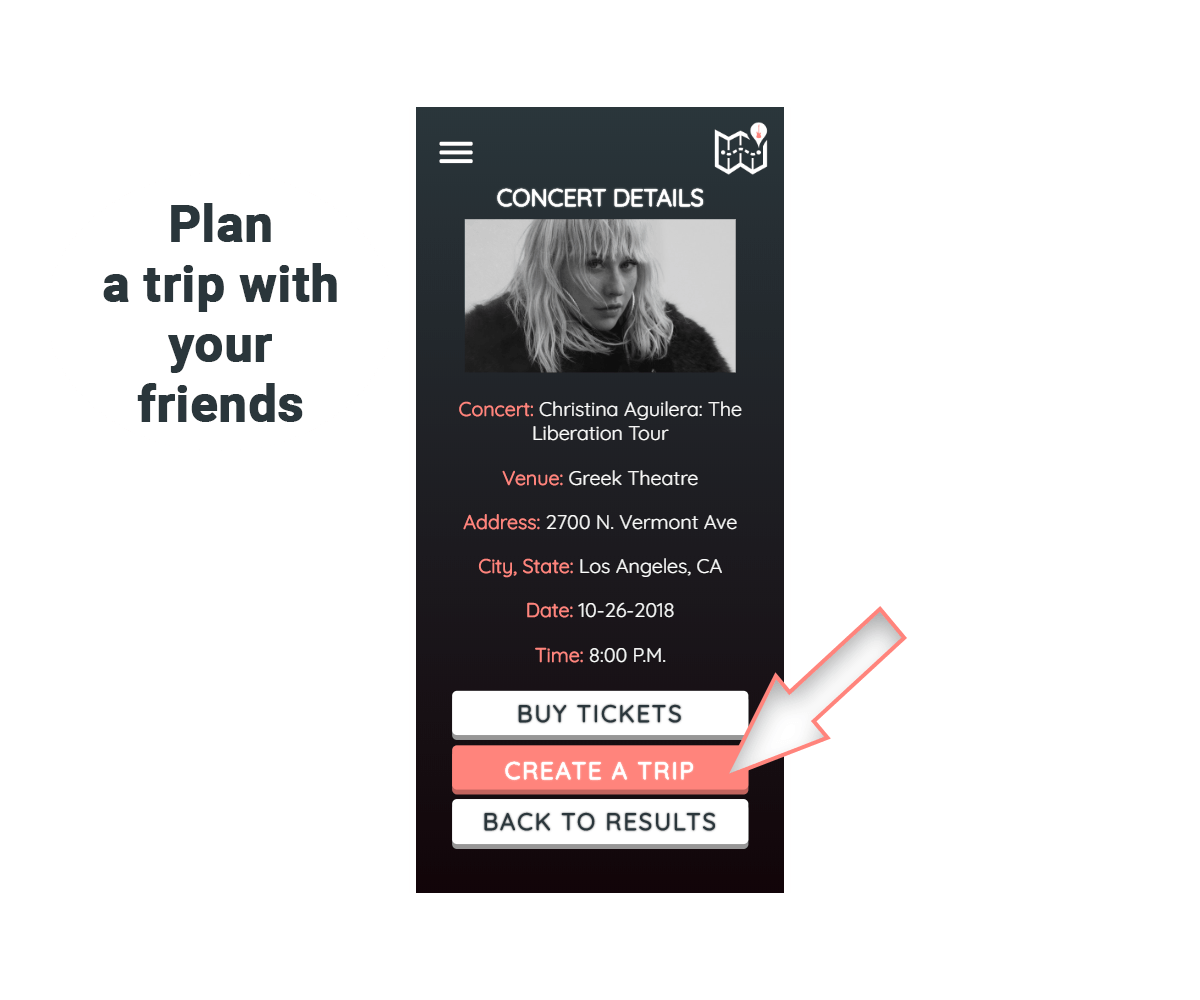 Plan
a trip with
your
friends
CONCERT DETAILS
Concert: Christina Aguilera: The
Liberation Tour
Venue: Greek Theatre
Address: 2700 N. Vermont Ave
City, State: Los Angeles, CA
Date: 10-26-2018
Time: 8:00 P.M.
BUY TICKETS
CREATE A TRIP
BACK TO RESULTS